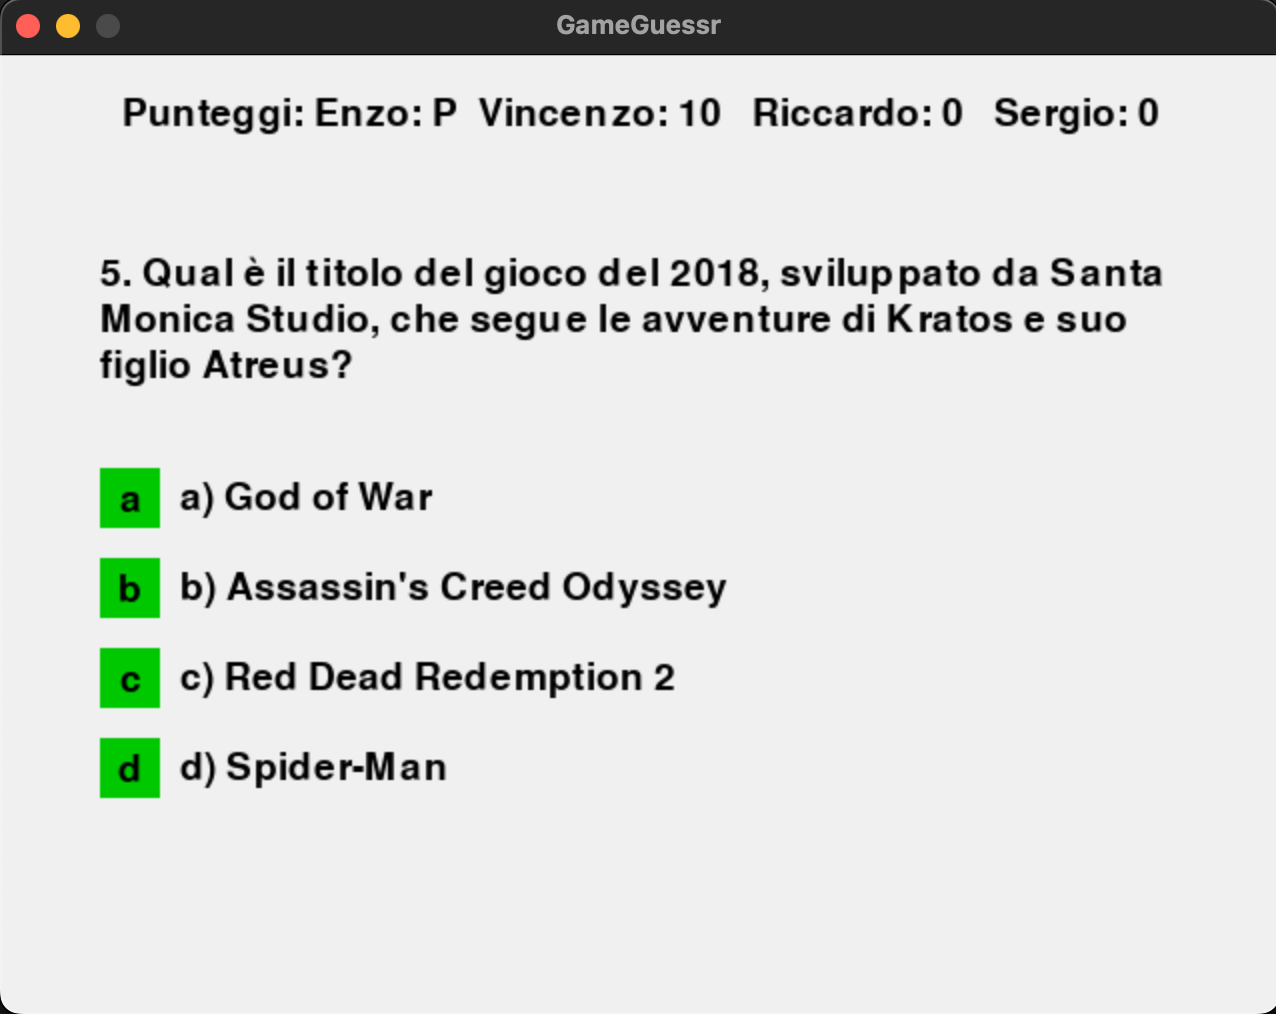 GameGuessr
Punteggi: Enzo: P Vincenzo: 10 Riccardo: 0 Sergio: 0
5. Qual è il titolo del gioco del 2018, sviluppato da Santa
Monica Studio, che segue le avventure di Kratos e suo
figlio Atreus?
a a) God of War
b b) Assassin's Creed Odyssey
c c) Red Dead Redemption 2
d d) Spider-Man